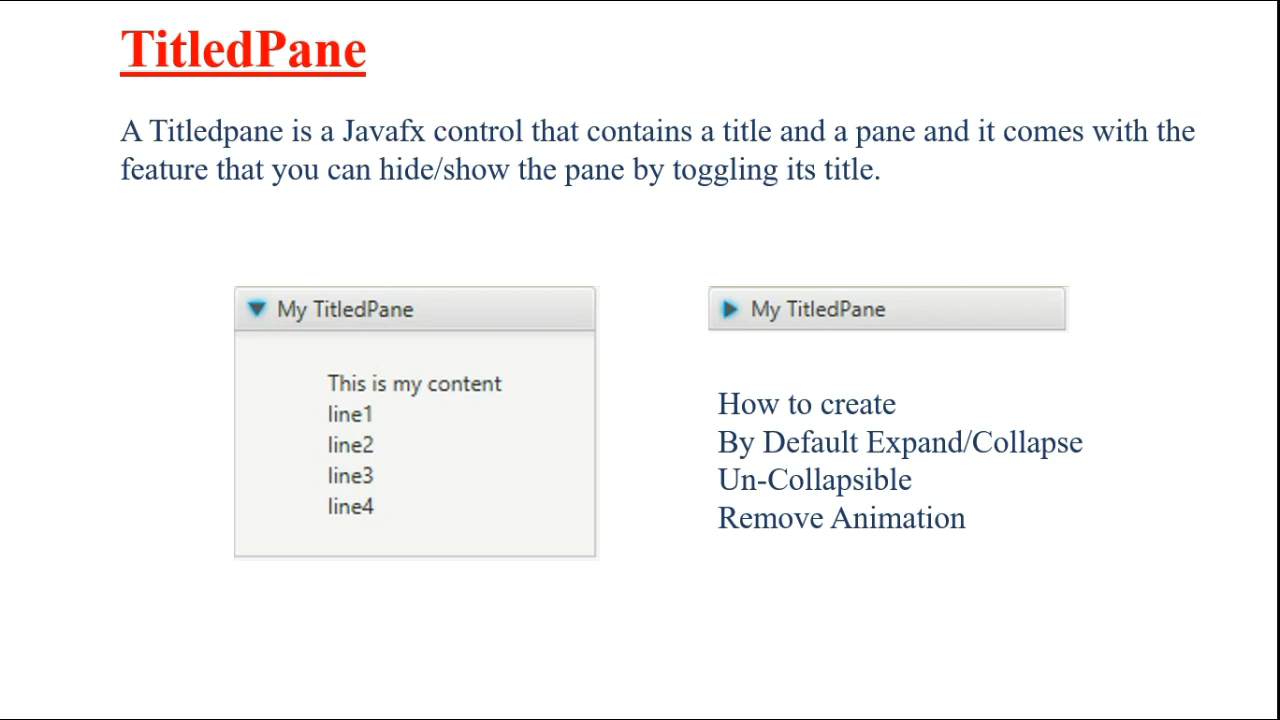 TitledPane
A Titledpane is a Javafx control that contains a title and a pane and it comes with the
feature that you can hide/show the pane by toggling its title.
My TitledPane
This is my content
line1
line2
line3
line4
My TitledPane
How to create
By Default Expand/Collapse
Un-Collapsible
Remove Animation